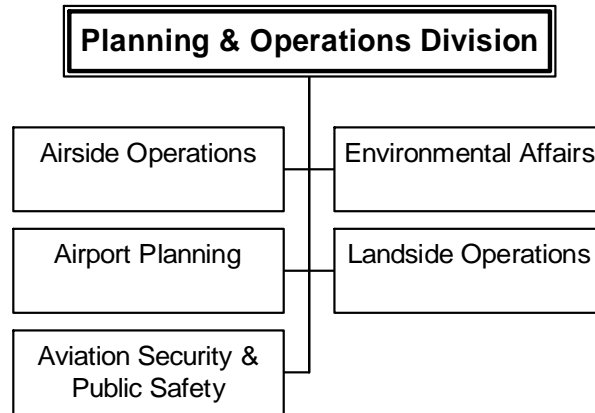 Planning & Operations Division
Airside Operations
Environmental Affairs
Airport Planning
Landside Operations
Aviation Security &
Public Safety